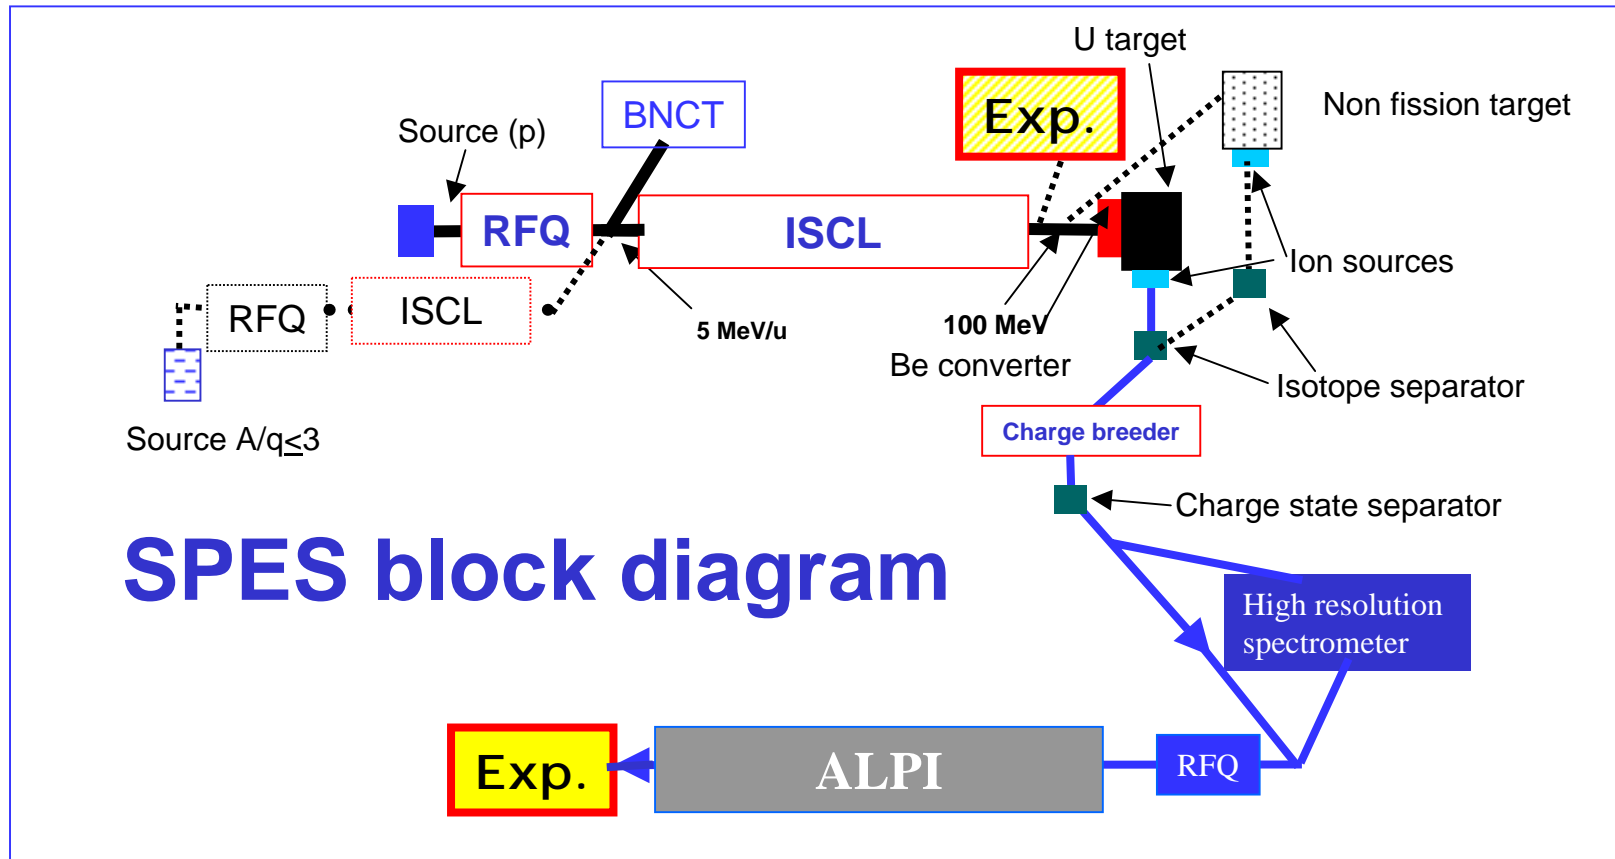 U target
Exp.
BNCT
Non fission target
Source (p)
RFQ
ISCL
Ion sources
RFQ
ISCL
5 MeV/u
100 MeV
Be converter
Isotope separator
Source A/q≤3
Charge breeder
Charge state separator
SPES block diagram
High resolution
spectrometer
Exp.
ALPI
RFQ